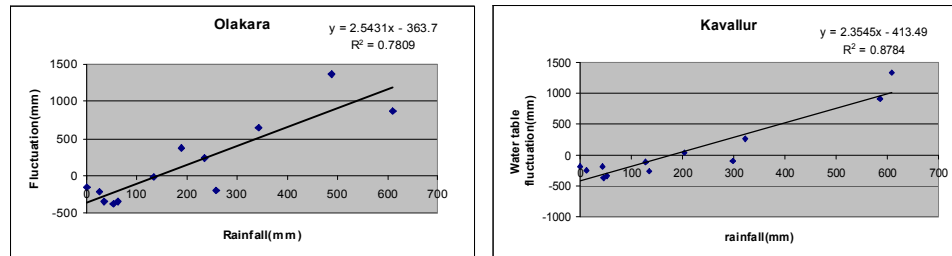 Olakara
y = 2.5431x - 363.7
R² = 0.7809
1500
1000
500
0
-500
0 100 200 300 400 500 600 700
Fluctuation(mm)
Rainfall(mm)
Kavallur
y = 2.3545x - 413.49
R² = 0.8784
1500
1000
500
0
-500
-1000
0 100 200 300 400 500 600 700
Water table
fluctuation(mm)
rainfall(mm)